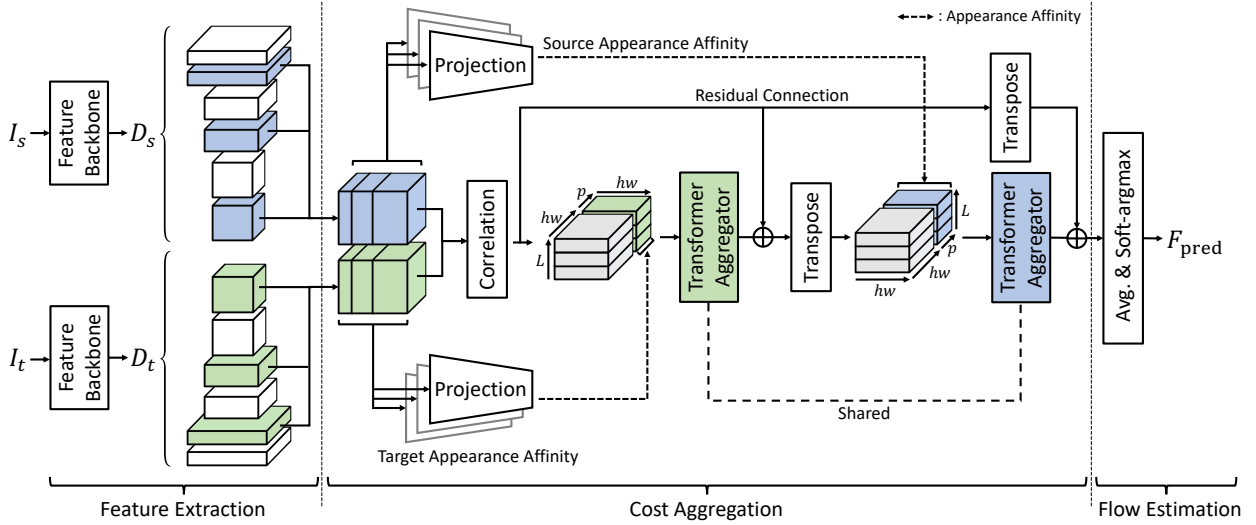 : Appearance Affinity
Source Appearance Affinity
Projection
Residual Connection
Transpose
I_s
Feature
Backbone
D_s
hw
p
hw
L
Correlation
Transformer
Aggregator
Transpose
L
p
hw
hw
Transformer
Aggregator
Avg. & Soft-argmax
F_pred
I_t
Feature
Backbone
D_t
Projection
Shared
Target Appearance Affinity
Feature Extraction
Cost Aggregation
Flow Estimation